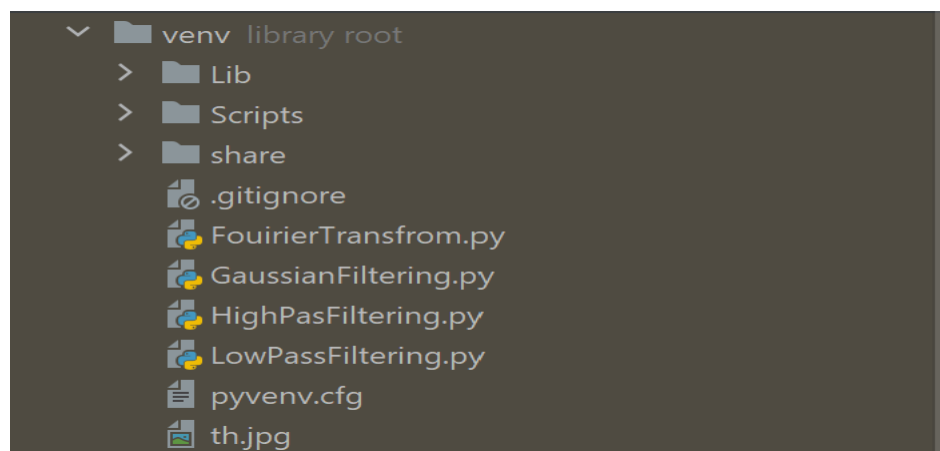 venv library root
Lib
Scripts
share
.gitignore
FouirierTransfrom.py
GaussianFiltering.py
HighPasFiltering.py
LowPassFiltering.py
pyvenv.cfg
th.jpg